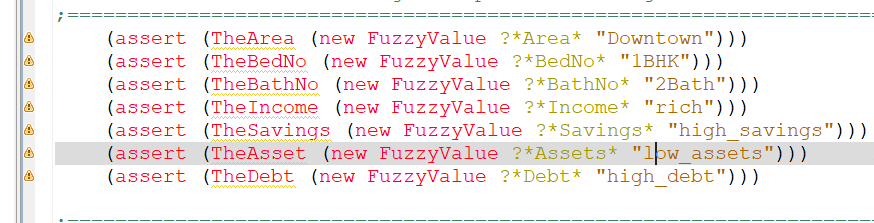 ;==========================================================
(assert (TheArea (new FuzzyValue ?*Area* "Downtown")))
(assert (TheBedNo (new FuzzyValue ?*BedNo* "1BHK")))
(assert (TheBathNo (new FuzzyValue ?*BathNo* "2Bath")))
(assert (TheIncome (new FuzzyValue ?*Income* "rich")))
(assert (TheSavings (new FuzzyValue ?*Savings* "high_savings")))
(assert (TheAsset (new FuzzyValue ?*Assets* "low_assets")))
(assert (TheDebt (new FuzzyValue ?*Debt* "high_debt")))
;==========================================================